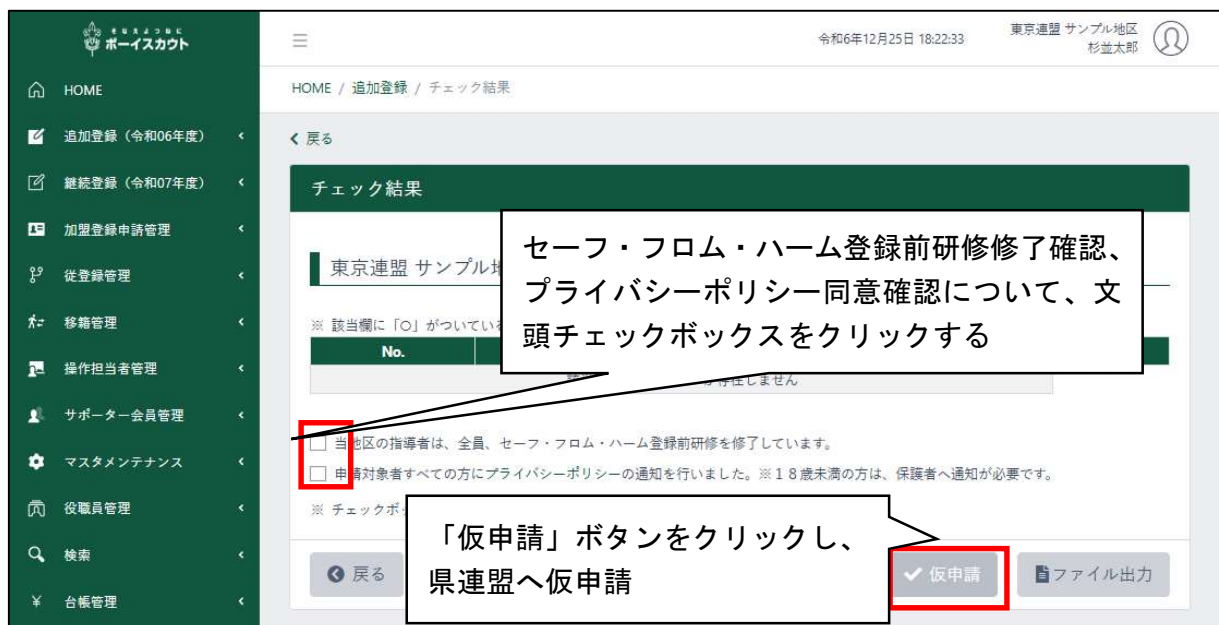 そなえよつねに
ボーイスカウト
令和6年12月25日 18:22:33
東京連盟 サンプル地区
杉並太郎
HOME
追加登録（令和06年度）
継続登録（令和07年度）
加盟登録申請管理
従登録管理
移籍管理
操作担当者管理
サポーター会員管理
マスタメンテナンス
役職員管理
検索
¥ 台帳管理
HOME / 追加登録 / チェック結果
戻る
チェック結果
東京連盟 サンプル地
セーフ・フロム・ハーム登録前研修修了確認、
プライバシーポリシー同意確認について、文
頭チェックボックスをクリックする
※ 該当欄に「○」がついている
No.
存在しません
当地区の指導者は、全員、セーフ・フロム・ハーム登録前研修を修了しています。
申請対象者すべての方にプライバシーポリシーの通知を行いました。※１８歳未満の方は、保護者へ通知が必要です。
※ チェックボ
「仮申請」ボタンをクリックし、
県連盟へ仮申請
戻る
仮申請
ファイル出力